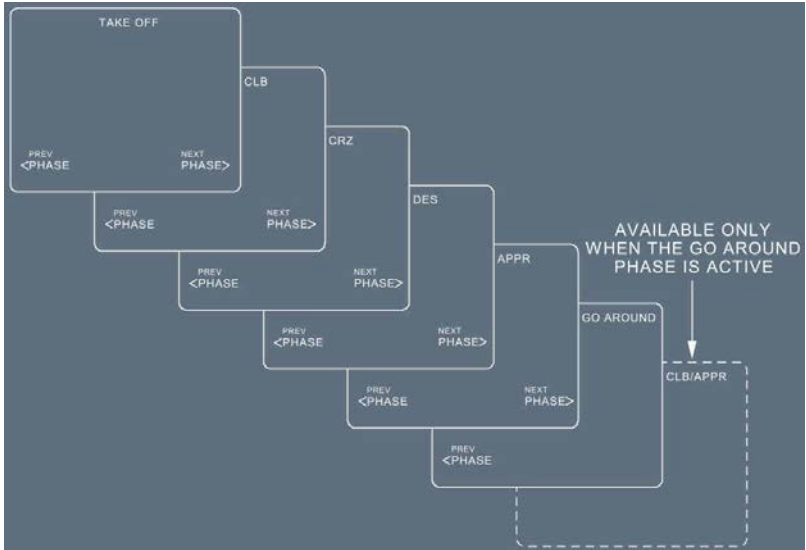 TAKE OFF
PREV NEXT
<PHASE PHASE>
CLB
PREV NEXT
<PHASE PHASE>
CRZ
PREV NEXT
<PHASE PHASE>
DES
PREV NEXT
<PHASE PHASE>
APPR
PREV NEXT
<PHASE PHASE>
GO AROUND
PREV
<PHASE
AVAILABLE ONLY
WHEN THE GO AROUND
PHASE IS ACTIVE
CLB/APPR